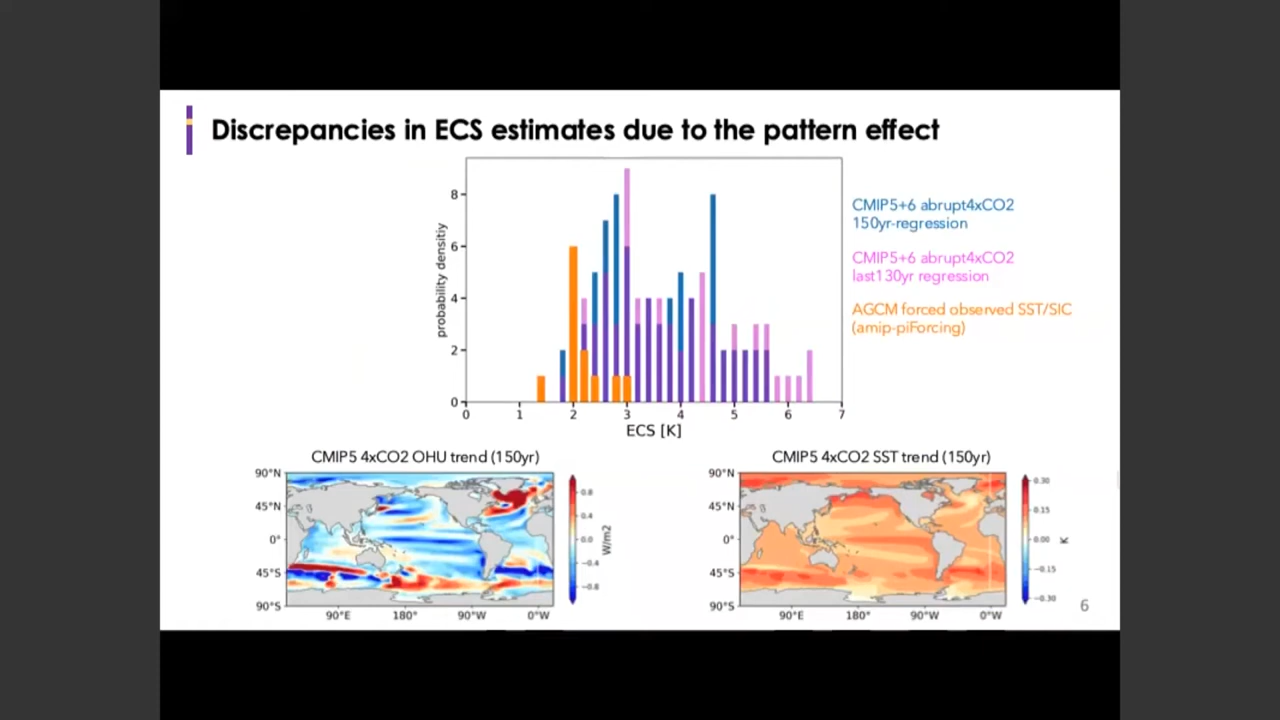 Discrepancies in ECS estimates due to the pattern effect
8
6
4
2
0
probability densitiy
0 1 2 3 4 5 6 7
ECS [K]
CMIP5+6 abrupt4xCO2
150yr-regression
CMIP5+6 abrupt4xCO2
last130yr regression
AGCM forced observed SST/SIC
(amip-piForcing)
CMIP5 4xCO2 OHU trend (150yr)
90°N
45°N
0°
45°S
90°S
90°E 180° 90°W 0°W
0.8
0.4
0.0
−0.4
−0.8
W/m2
CMIP5 4xCO2 SST trend (150yr)
90°N
45°N
0°
45°S
90°S
90°E 180° 90°W 0°W
0.30
0.15
0.00
−0.15
−0.30
K
6